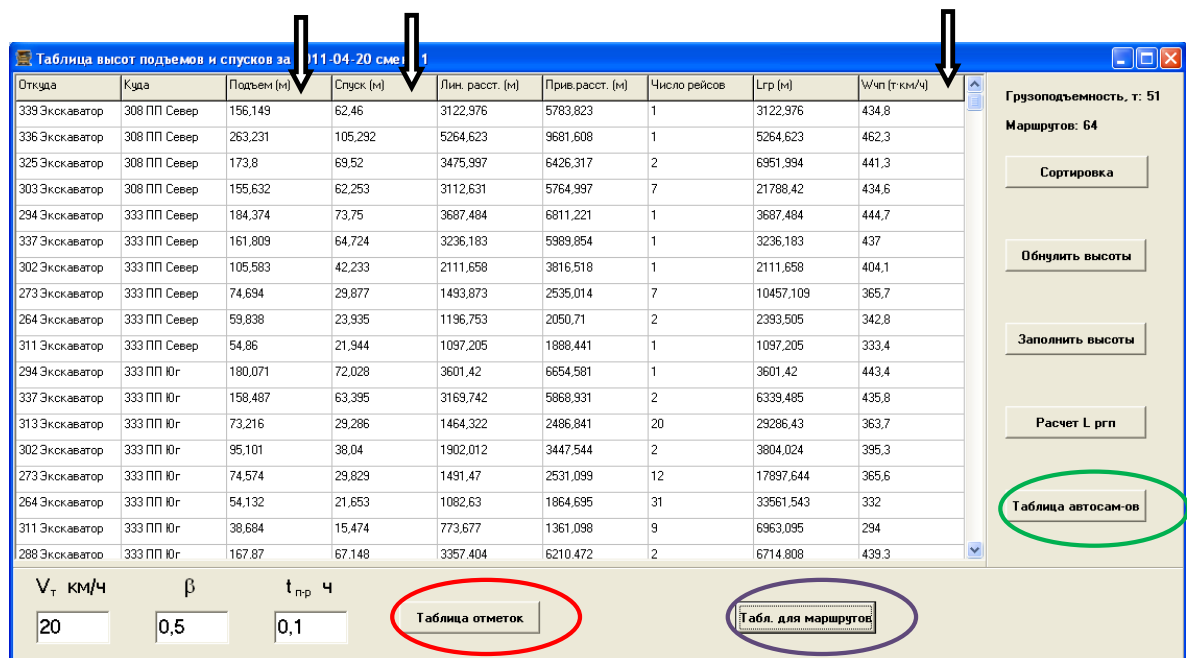 Таблица высот подъемов и спусков за 2011-04-20 смена 1
Откуда Куда Подъем (м) Спуск (м) Лин. расст. (м) Прив.расст. (м) Число рейсов Lгр (м) Wчп (т·км/ч)
339 Экскаватор 308 ПП Север 156,149 62,46 3122,976 5783,823 1 3122,976 434,8
336 Экскаватор 308 ПП Север 263,231 105,292 5264,623 9681,608 1 5264,623 462,3
325 Экскаватор 308 ПП Север 173,8 69,52 3475,997 6426,317 2 6951,994 441,3
303 Экскаватор 308 ПП Север 155,632 62,253 3112,631 5764,997 7 21788,42 434,6
294 Экскаватор 333 ПП Север 184,374 73,75 3687,484 6811,221 1 3687,484 444,7
337 Экскаватор 333 ПП Север 161,809 64,724 3236,183 5989,854 1 3236,183 437
302 Экскаватор 333 ПП Север 105,583 42,233 2111,658 3816,518 1 2111,658 404,1
273 Экскаватор 333 ПП Север 74,694 29,877 1493,873 2535,014 7 10457,109 365,7
264 Экскаватор 333 ПП Север 59,838 23,935 1196,753 2050,71 2 2393,505 342,8
311 Экскаватор 333 ПП Север 54,86 21,944 1097,205 1888,441 1 1097,205 333,4
294 Экскаватор 333 ПП Юг 180,071 72,028 3601,42 6654,581 1 3601,42 443,4
337 Экскаватор 333 ПП Юг 158,487 63,395 3169,742 5868,931 2 6339,485 435,8
313 Экскаватор 333 ПП Юг 73,216 29,286 1464,322 2486,841 20 29286,43 363,7
302 Экскаватор 333 ПП Юг 95,101 38,04 1902,012 3447,544 2 3804,024 395,3
273 Экскаватор 333 ПП Юг 74,574 29,829 1491,47 2531,099 12 17897,644 365,6
264 Экскаватор 333 ПП Юг 54,132 21,653 1082,63 1864,695 31 33561,543 332
311 Экскаватор 333 ПП Юг 38,684 15,474 773,677 1361,098 9 6963,095 294
288 Экскаватор 333 ПП Юг 167,87 67,148 3357,404 6210,472 2 6714,808 439,3
Грузоподъемность, т: 51
Маршрутов: 64
Сортировка
Обнулить высоты
Заполнить высоты
Расчет L ргп
Таблица автосам-ов
Vт км/ч β tп-р ч
20 0,5 0,1
Таблица отметок
Табл. для маршрутов